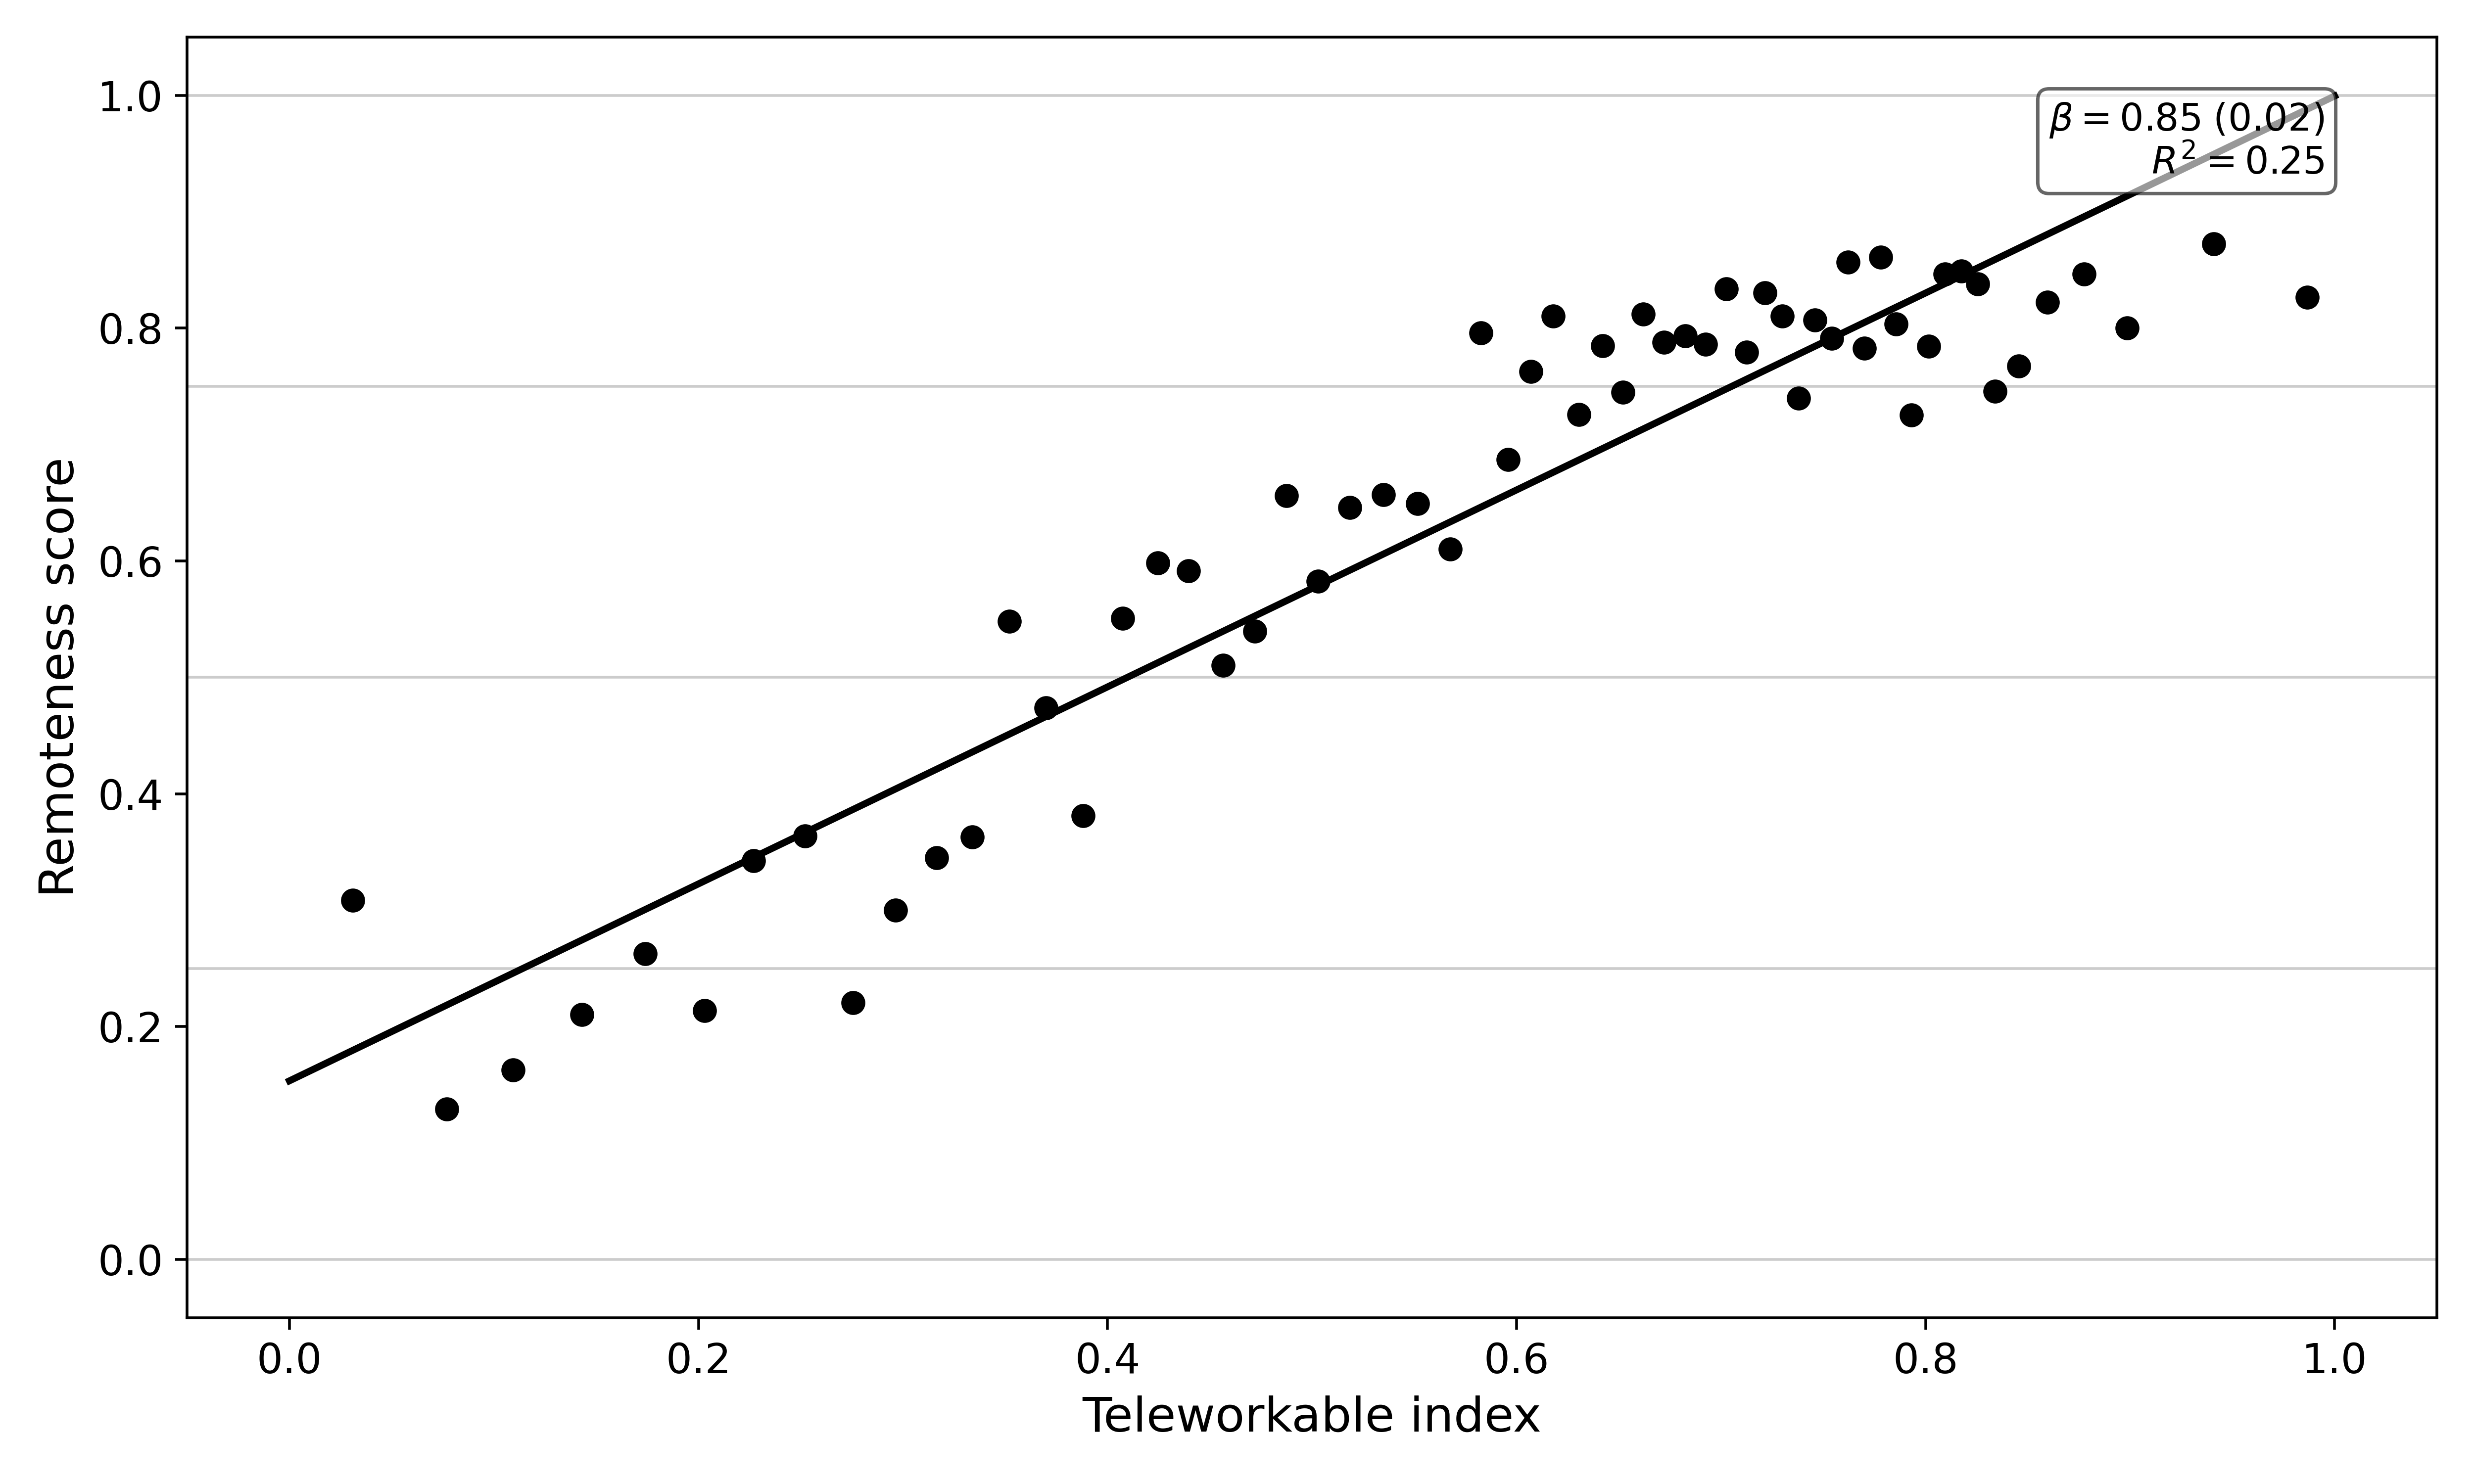 β = 0.85 (0.02)
R² = 0.25
Remoteness score
1.0
0.8
0.6
0.4
0.2
0.0
0.0 0.2 0.4 0.6 0.8 1.0
Teleworkable index